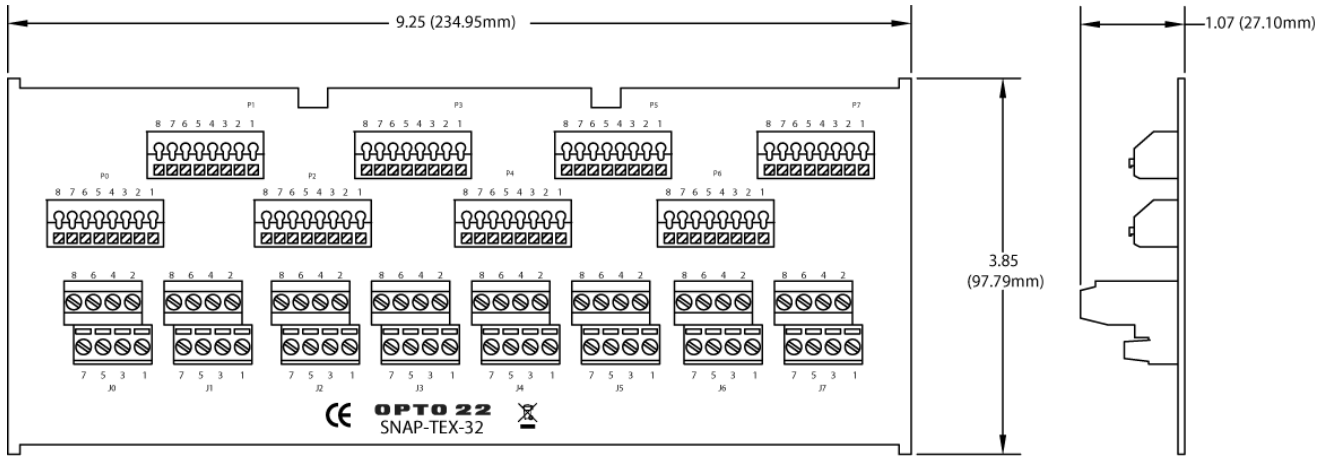 9.25 (234.95mm)
1.07 (27.10mm)
P1 P3 P5 P7
8 7 6 5 4 3 2 1 8 7 6 5 4 3 2 1 8 7 6 5 4 3 2 1 8 7 6 5 4 3 2 1
P0 P2 P4 P6
8 7 6 5 4 3 2 1 8 7 6 5 4 3 2 1 8 7 6 5 4 3 2 1 8 7 6 5 4 3 2 1
3.85
(97.79mm)
8 6 4 2 8 6 4 2 8 6 4 2 8 6 4 2 8 6 4 2 8 6 4 2 8 6 4 2 8 6 4 2
7 5 3 1 7 5 3 1 7 5 3 1 7 5 3 1 7 5 3 1 7 5 3 1 7 5 3 1 7 5 3 1
J0 J1 J2 J3 J4 J5 J6 J7
CE OPTO 22
SNAP-TEX-32